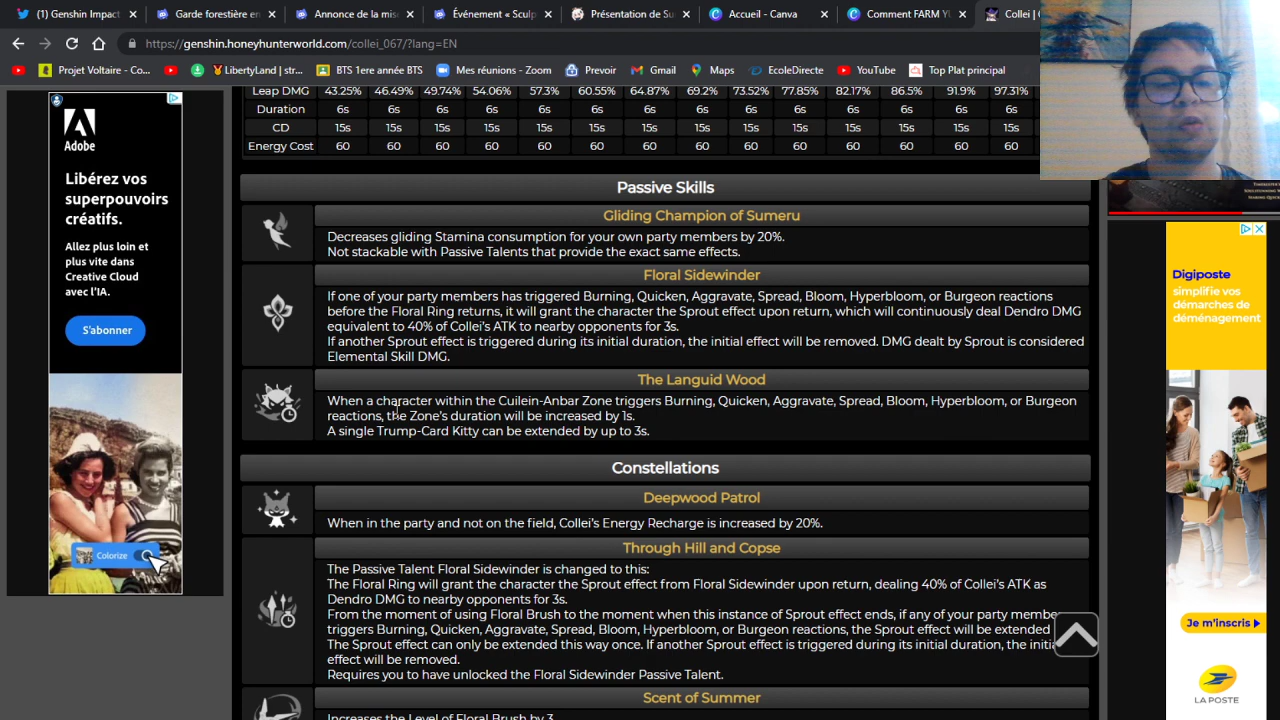 (1) Genshin Impact
Garde forestière en
Annonce de la mis
Événement « Sculp
Présentation de Su
Accueil - Canva
Comment FARM Y
Collei | 
https://genshin.honeyhunterworld.com/collei_067/?lang=EN
Projet Voltaire - Co...
LibertyLand | str...
BTS 1ere année BTS
Mes réunions - Zoom
Prevoir
Gmail
Maps
EcoleDirecte
YouTube
Top Plat principal
Leap DMG 43.25% 46.49% 49.74% 54.06% 57.3% 60.55% 64.87% 69.2% 73.52% 77.85% 82.17% 86.5% 91.9% 97.31%
Duration 6s 6s 6s 6s 6s 6s 6s 6s 6s 6s 6s 6s 6s 6s
CD 15s 15s 15s 15s 15s 15s 15s 15s 15s 15s 15s 15s 15s 15s
Energy Cost 60 60 60 60 60 60 60 60 60 60 60 60 60 60
Passive Skills
Gliding Champion of Sumeru
Decreases gliding Stamina consumption for your own party members by 20%.
Not stackable with Passive Talents that provide the exact same effects.
Floral Sidewinder
If one of your party members has triggered Burning, Quicken, Aggravate, Spread, Bloom, Hyperbloom, or Burgeon reactions
before the Floral Ring returns, it will grant the character the Sprout effect upon return, which will continuously deal Dendro DMG
equivalent to 40% of Collei's ATK to nearby opponents for 3s.
If another Sprout effect is triggered during its initial duration, the initial effect will be removed. DMG dealt by Sprout is considered
Elemental Skill DMG.
The Languid Wood
When a character within the Cuilein-Anbar Zone triggers Burning, Quicken, Aggravate, Spread, Bloom, Hyperbloom, or Burgeon
reactions, the Zone's duration will be increased by 1s.
A single Trump-Card Kitty can be extended by up to 3s.
Constellations
Deepwood Patrol
When in the party and not on the field, Collei's Energy Recharge is increased by 20%.
Through Hill and Copse
The Passive Talent Floral Sidewinder is changed to this:
The Floral Ring will grant the character the Sprout effect from Floral Sidewinder upon return, dealing 40% of Collei's ATK as
Dendro DMG to nearby opponents for 3s.
From the moment of using Floral Brush to the moment when this instance of Sprout effect ends, if any of your party membe
triggers Burning, Quicken, Aggravate, Spread, Bloom, Hyperbloom, or Burgeon reactions, the Sprout effect will be extended
The Sprout effect can only be extended this way once. If another Sprout effect is triggered during its initial duration, the initia
effect will be removed.
Requires you to have unlocked the Floral Sidewinder Passive Talent.
Scent of Summer
Increases the Level of Floral Brush by 3.
Adobe
Libérez vos
superpouvoirs
créatifs.
Allez plus loin et
plus vite dans
Creative Cloud
avec l'IA.
S'abonner
Colorize
Digiposte
simplifie vos
démarches de
déménagement
Je m'inscris
LA POSTE